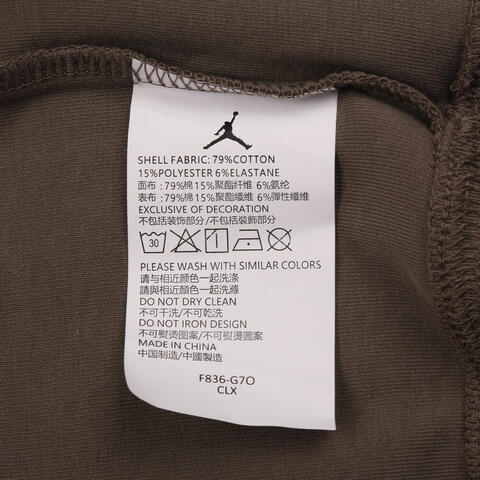 SHELL FABRIC: 79%COTTON
15%POLYESTER 6%ELASTANE
面布 : 79%棉 15%聚酯纤维 6%氨纶
表布 : 79%棉 15%聚酯纖維 6%彈性纖維
EXCLUSIVE OF DECORATION
不包括装饰部分/不包括裝飾部分
30
PLEASE WASH WITH SIMILAR COLORS
请与相近颜色一起洗涤
請與相近顏色一起洗滌
DO NOT DRY CLEAN
不可干洗/不可乾洗
DO NOT IRON DESIGN
不可熨烫图案/不可熨燙圖案
MADE IN CHINA
中国制造/中國製造
F836-G7O
CLX